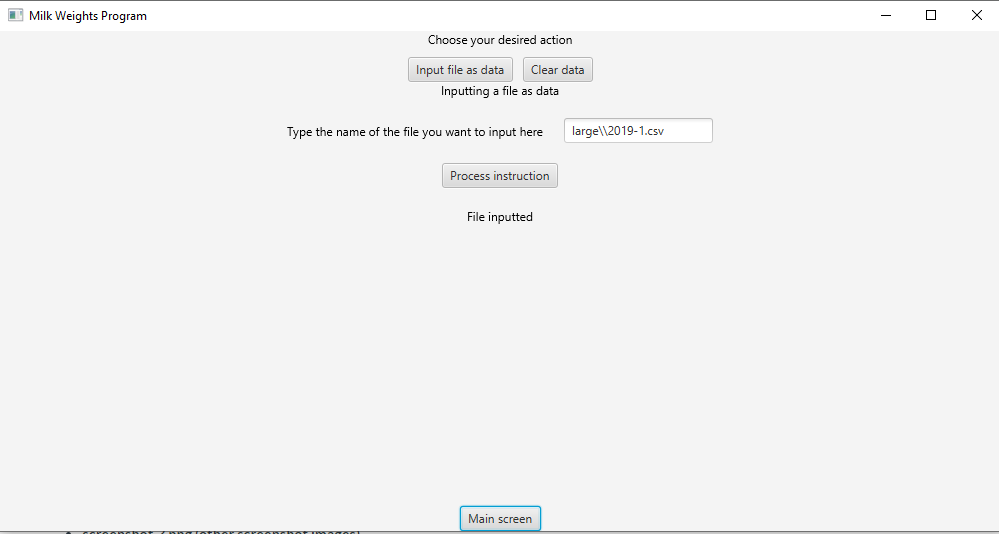 Milk Weights Program
Choose your desired action
Input file as data Clear data
Inputting a file as data
Type the name of the file you want to input here large\\2019-1.csv
Process instruction
File inputted
Main screen